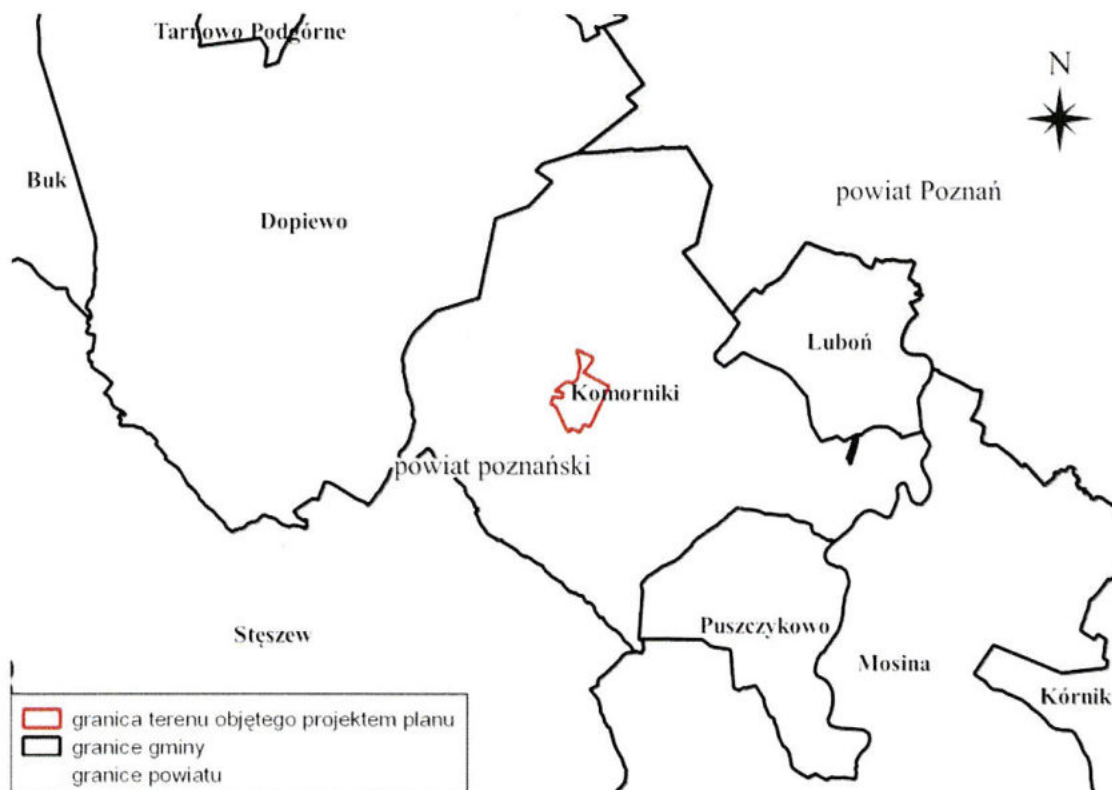 Tarnowo Podgórne
N
Buk
powiat Poznań
Dopiewo
Luboń
Komorniki
powiat poznański
Stęszew
Puszczykowo
Mosina
Kórnik
granica terenu objętego projektem planu
granice gminy
granice powiatu